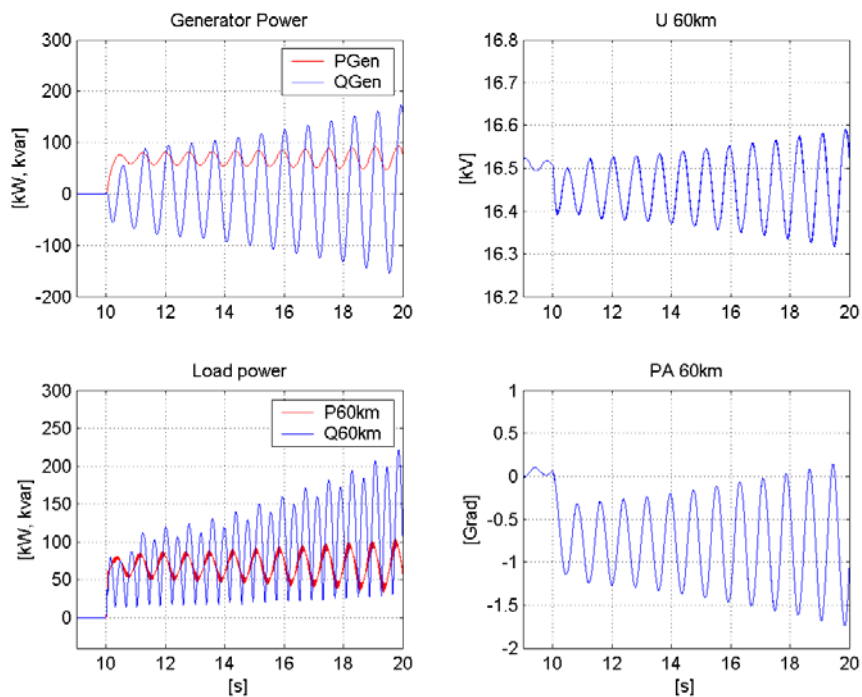 Generator Power
300
200
100
0
-100
-200
[kW, kvar]
PGen
QGen
10 12 14 16 18 20
U 60km
16.8
16.7
16.6
16.5
16.4
16.3
16.2
[kV]
10 12 14 16 18 20
Load power
300
250
200
150
100
50
0
[kW, kvar]
P60km
Q60km
10 12 14 16 18 20
[s]
PA 60km
1
0.5
0
-0.5
-1
-1.5
-2
[Grad]
10 12 14 16 18 20
[s]